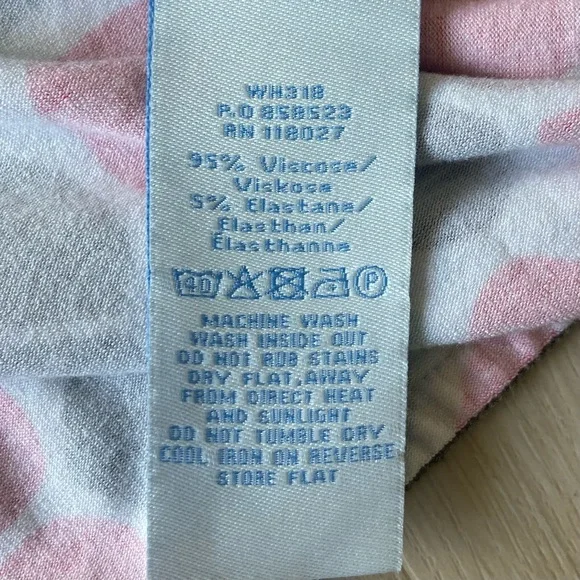 WH318
P.O 858523
RN 118027
95% Viscose/
Viskose
5% Elastane/
Elasthan/
Elasthanne
40 P
MACHINE WASH
WASH INSIDE OUT
DO NOT RUB STAINS
DRY FLAT,AWAY
FROM DIRECT HEAT
AND SUNLIGHT
DO NOT TUMBLE DRY
COOL IRON ON REVERSE
STORE FLAT